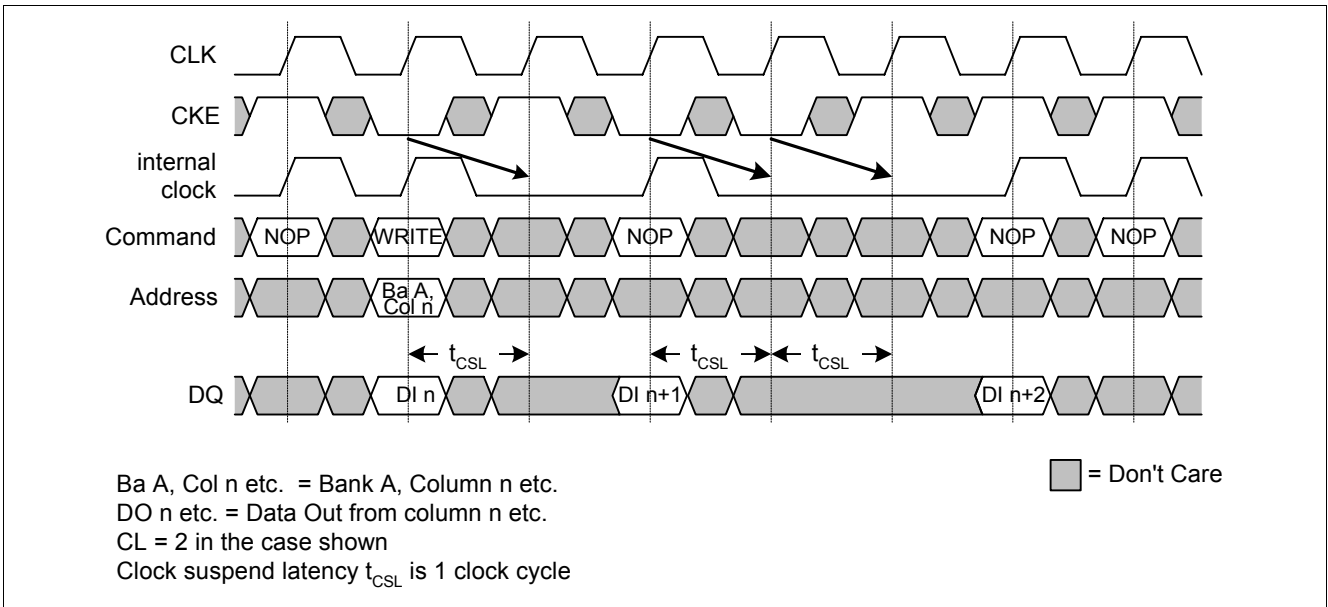 CLK
CKE
internal
clock
Command NOP WRITE NOP NOP NOP
Address Ba A,
Col n
tCSL tCSL tCSL
DQ DI n DI n+1 DI n+2
Ba A, Col n etc. = Bank A, Column n etc.
= Don't Care
DO n etc. = Data Out from column n etc.
CL = 2 in the case shown
Clock suspend latency tCSL is 1 clock cycle